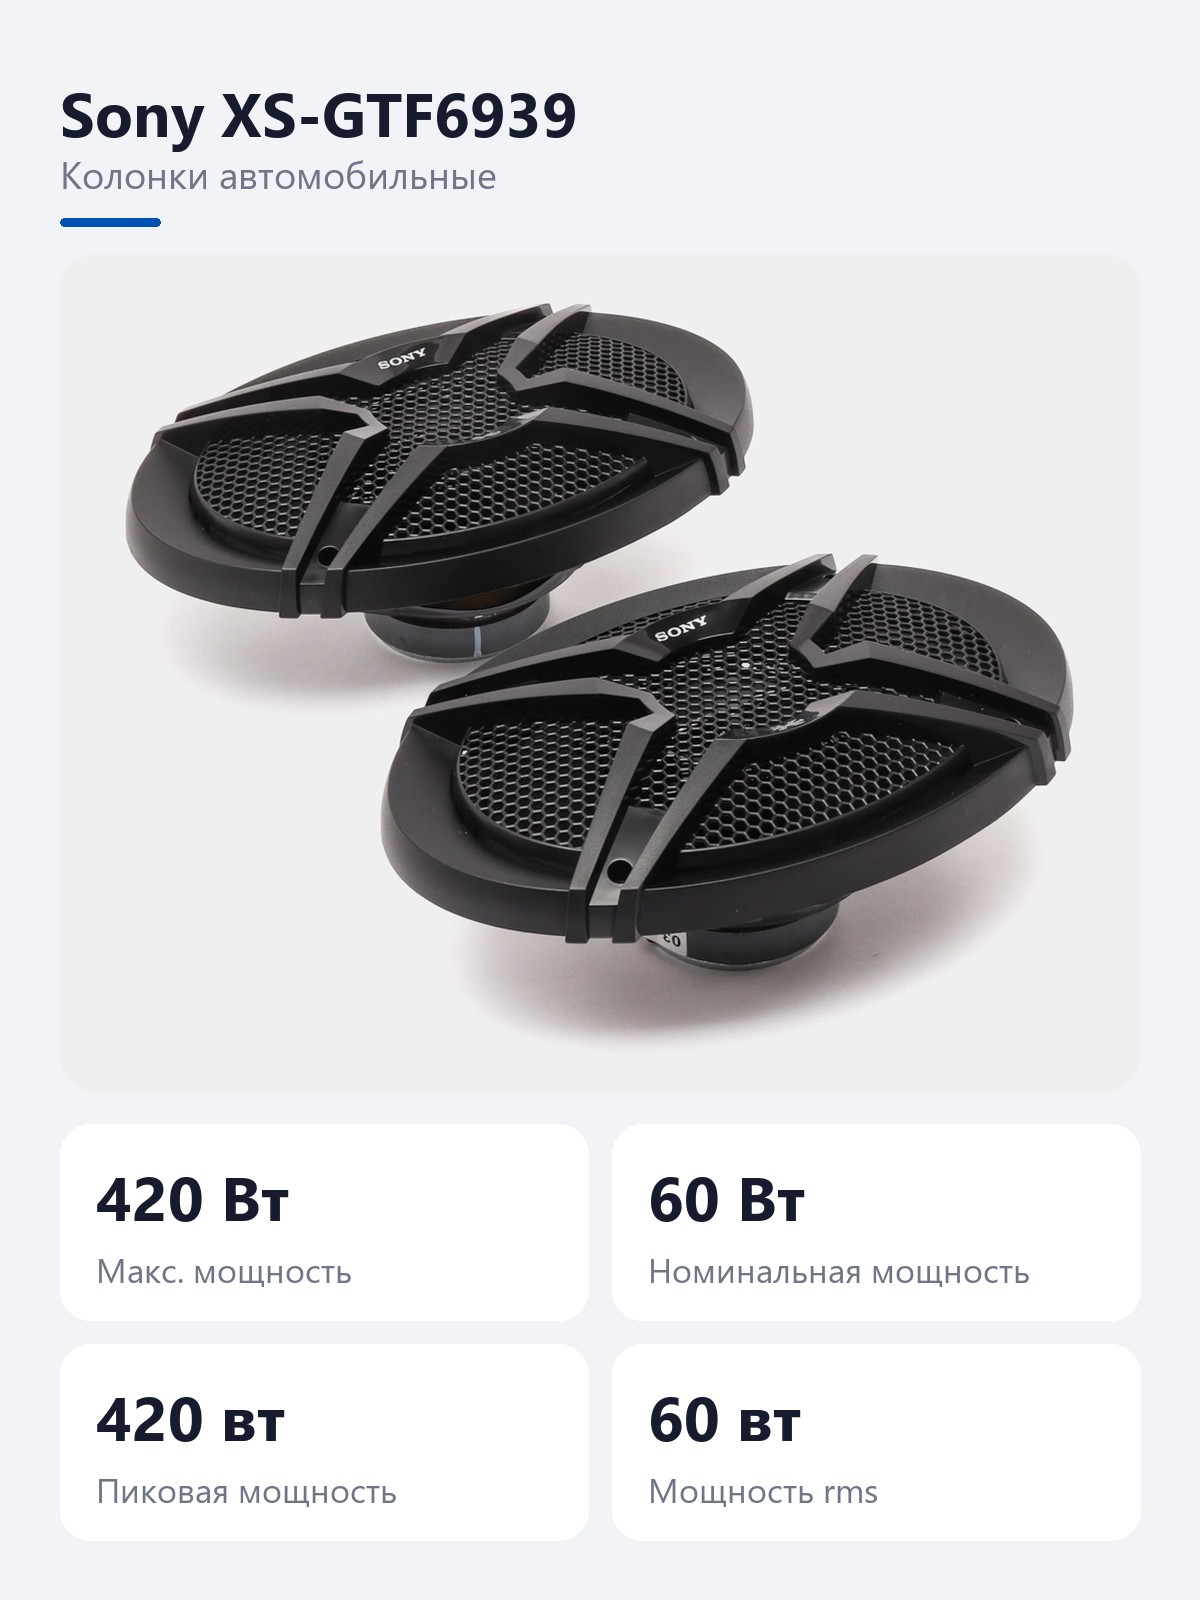 Sony XS-GTF6939
Колонки автомобильные
SONY
SONY
03
420 Вт
60 Вт
Макс. мощность
Номинальная мощность
420 вт
60 вт
Пиковая мощность
Мощность rms